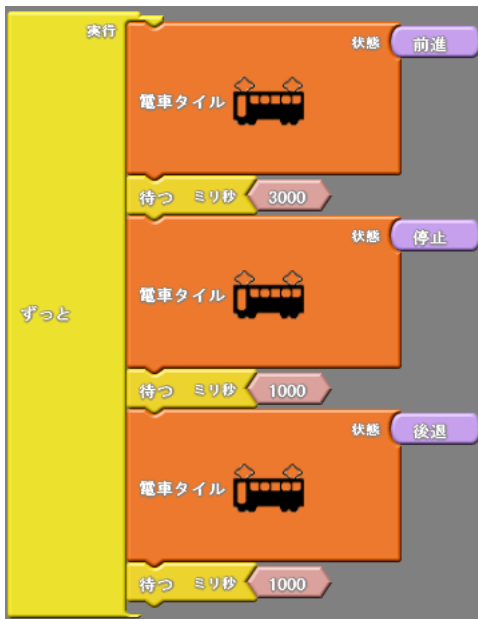 実行
状態 前進
電車タイル
待つ ミリ秒 3000
状態 停止
電車タイル
ずっと
待つ ミリ秒 1000
状態 後退
電車タイル
待つ ミリ秒 1000